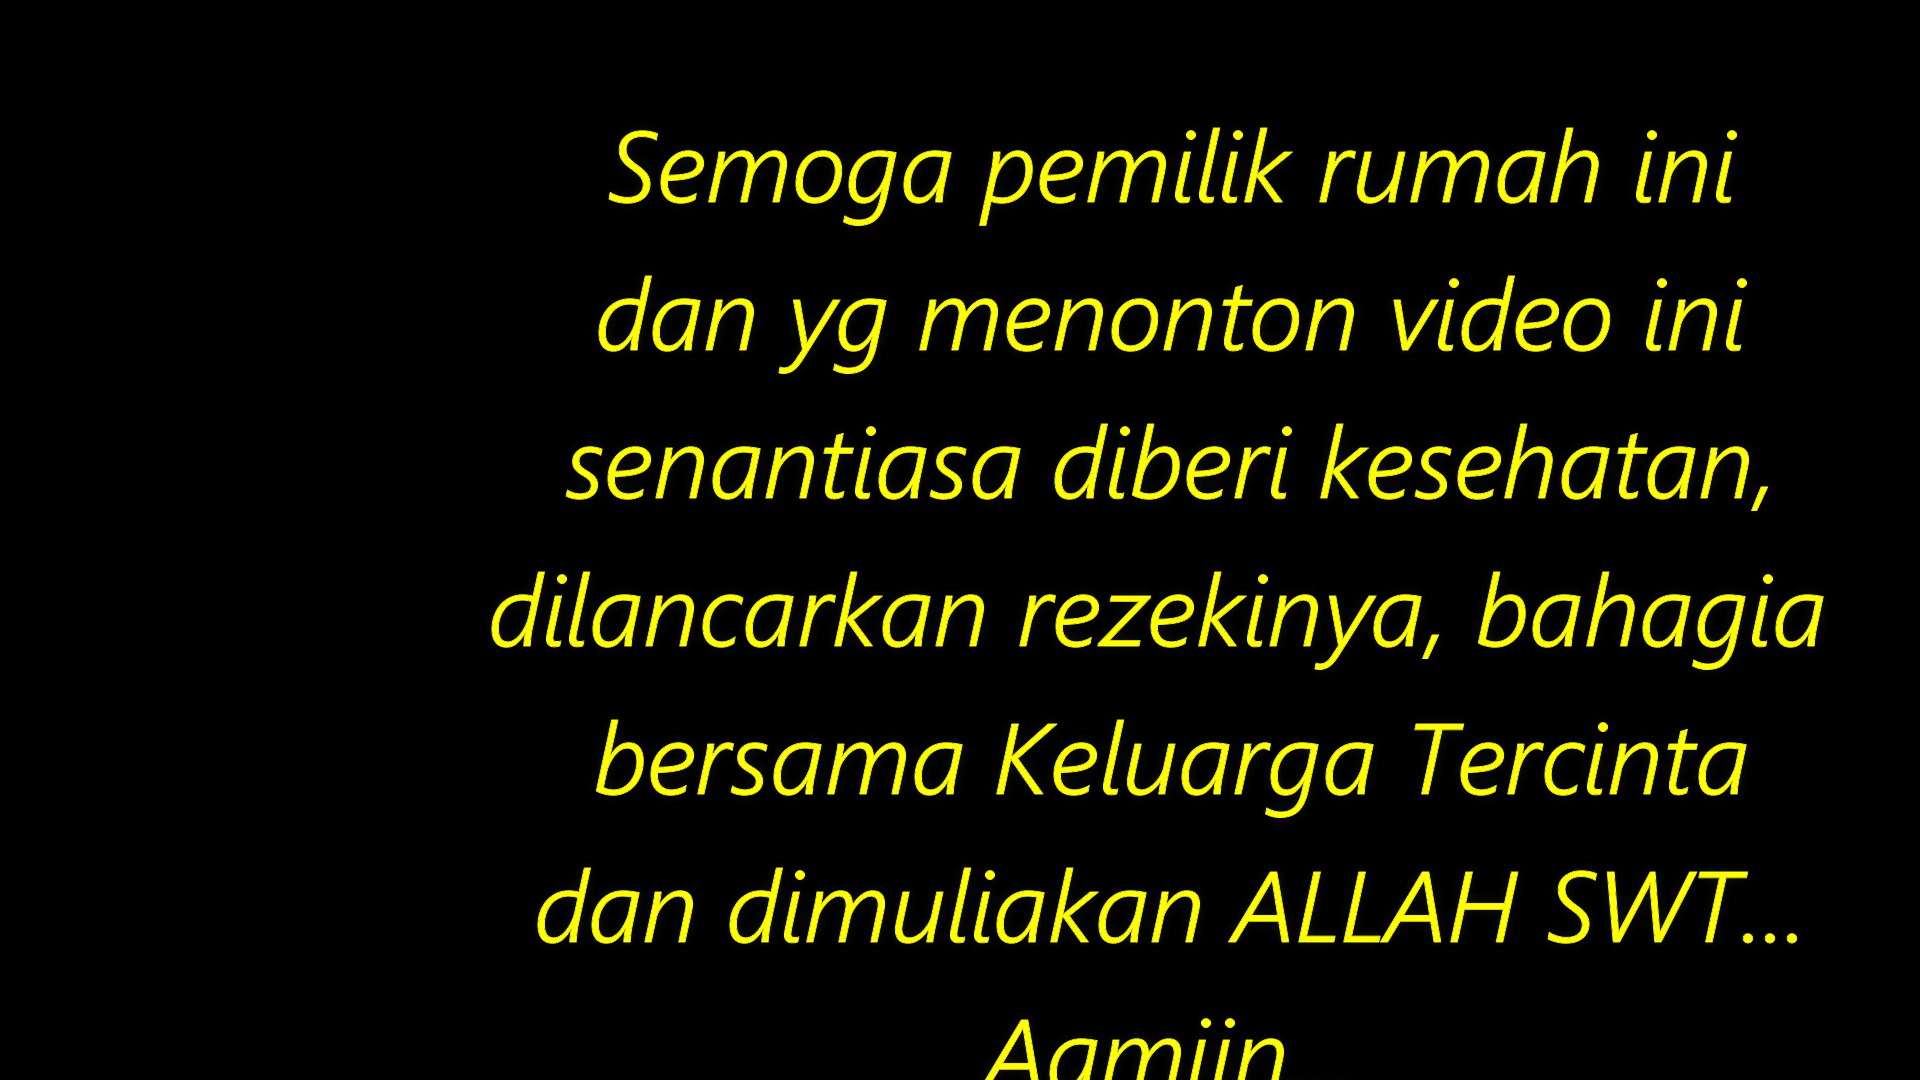 Semoga pemilik rumah ini
dan yg menonton video ini
senantiasa diberi kesehatan,
dilancarkan rezekinya, bahagia
bersama Keluarga Tercinta
dan dimuliakan ALLAH SWT...
Aamiin